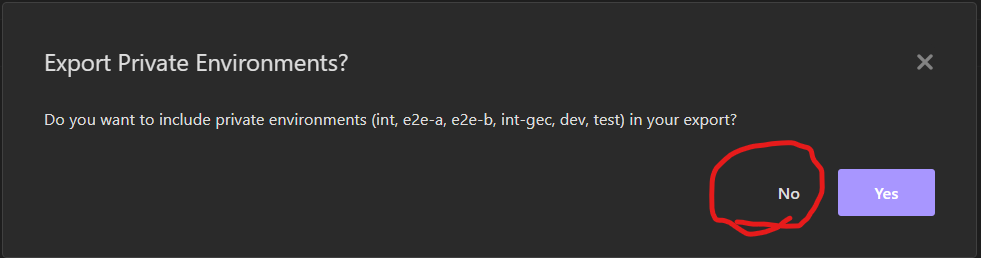 Export Private Environments?
Do you want to include private environments (int, e2e-a, e2e-b, int-gec, dev, test) in your export?
No
Yes